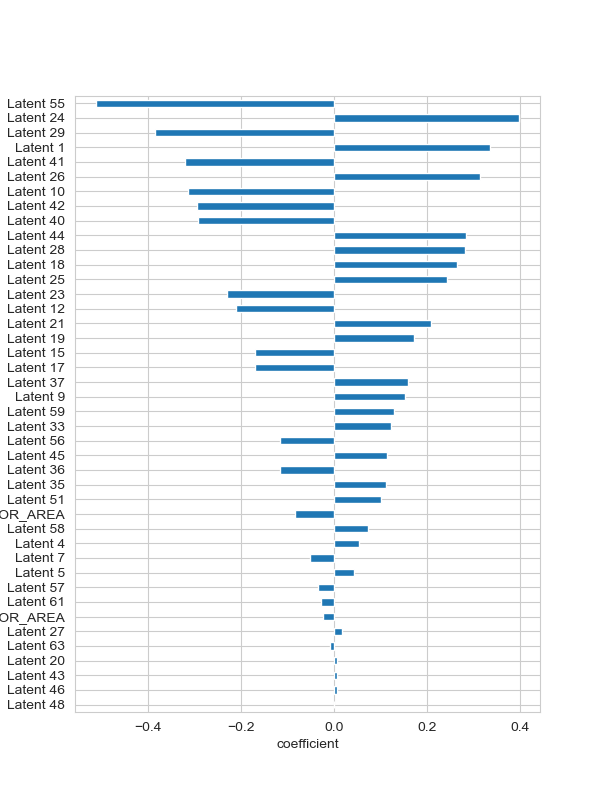 Latent 55
Latent 24
Latent 29
Latent 1
Latent 41
Latent 26
Latent 10
Latent 42
Latent 40
Latent 44
Latent 28
Latent 18
Latent 25
Latent 23
Latent 12
Latent 21
Latent 19
Latent 15
Latent 17
Latent 37
Latent 9
Latent 59
Latent 33
Latent 56
Latent 45
Latent 36
Latent 35
Latent 51
OR_AREA
Latent 58
Latent 4
Latent 7
Latent 5
Latent 57
Latent 61
OR_AREA
Latent 27
Latent 63
Latent 20
Latent 43
Latent 46
Latent 48
−0.4 −0.2 0.0 0.2 0.4
coefficient